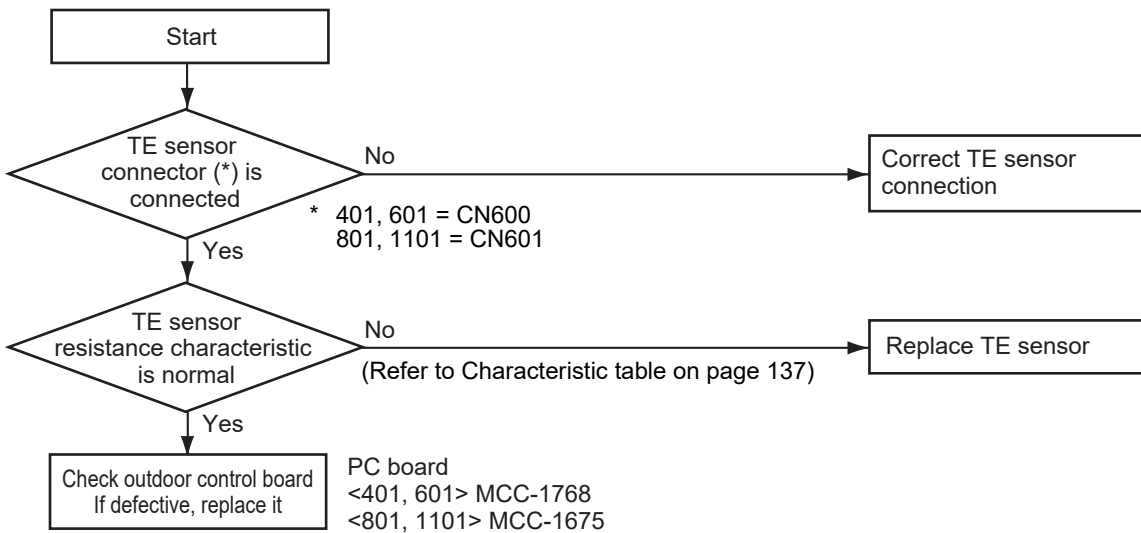 Start
TE sensor
connector (*) is
connected
No
Correct TE sensor
connection
* 401, 601 = CN600
801, 1101 = CN601
Yes
TE sensor
resistance characteristic
is normal
No
(Refer to Characteristic table on page 137)
Replace TE sensor
Yes
Check outdoor control board
If defective, replace it
PC board
<401, 601> MCC-1768
<801, 1101> MCC-1675